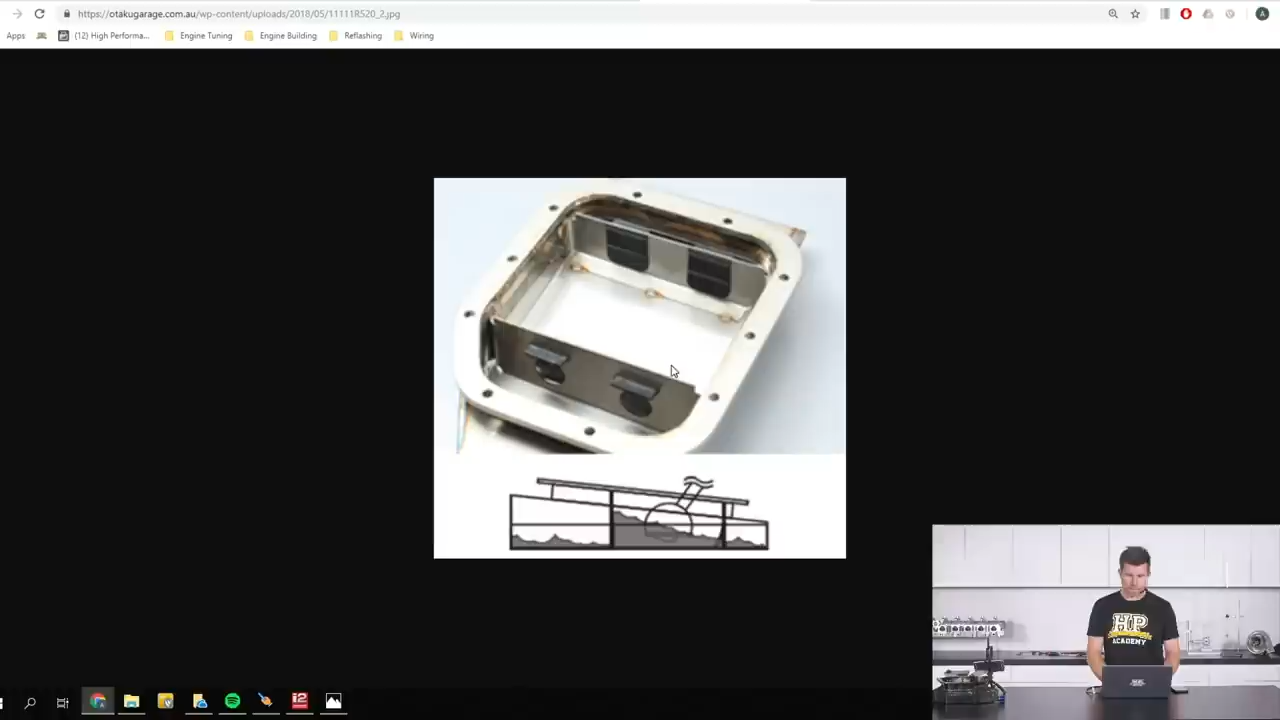 https://otakugarage.com.au/wp-content/uploads/2018/05/11111R520_2.jpg
Apps
(12) High Performa...
Engine Tuning
Engine Building
Reflashing
Wiring
A
i2
HP
ACADEMY